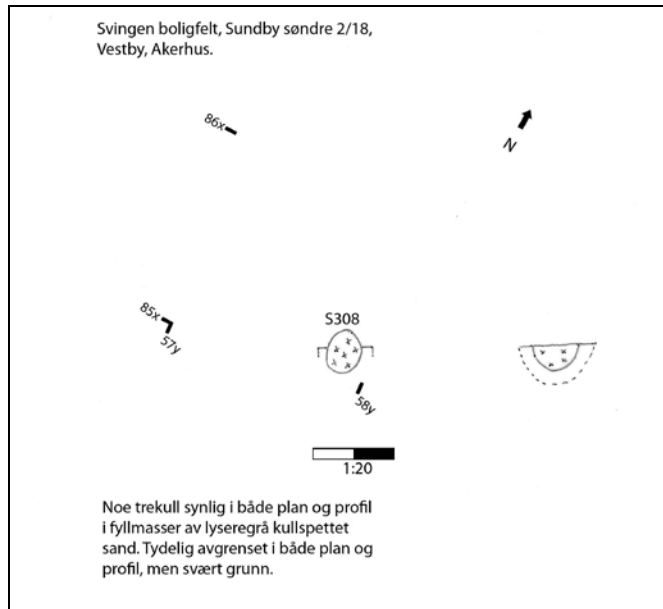 Svingen boligfelt, Sundby søndre 2/18,
Vestby, Akerhus.
86x
N
85x
57y
S308
58y
1:20
Noe trekull synlig i både plan og profil
i fyllmasser av lyseregrå kullspettet
sand. Tydelig avgrenset i både plan og
profil, men svært grunn.